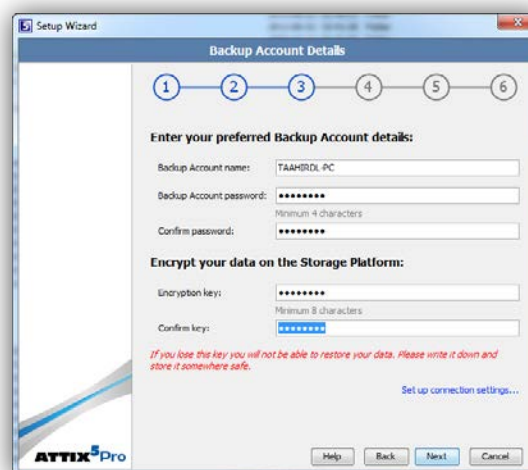 Setup Wizard
Backup Account Details
1 2 3 4 5 6
Enter your preferred Backup Account details:
Backup Account name: TAAHIRDL-PC
Backup Account password: ●●●●●●●●
Minimum 4 characters
Confirm password: ●●●●●●●●
Encrypt your data on the Storage Platform:
Encryption key: ●●●●●●●●
Minimum 8 characters
Confirm key: ●●●●●●●●
If you lose this key you will not be able to restore your data. Please write it down and
store it somewhere safe.
Set up connection settings...
ATTIX5Pro
Help Back Next Cancel